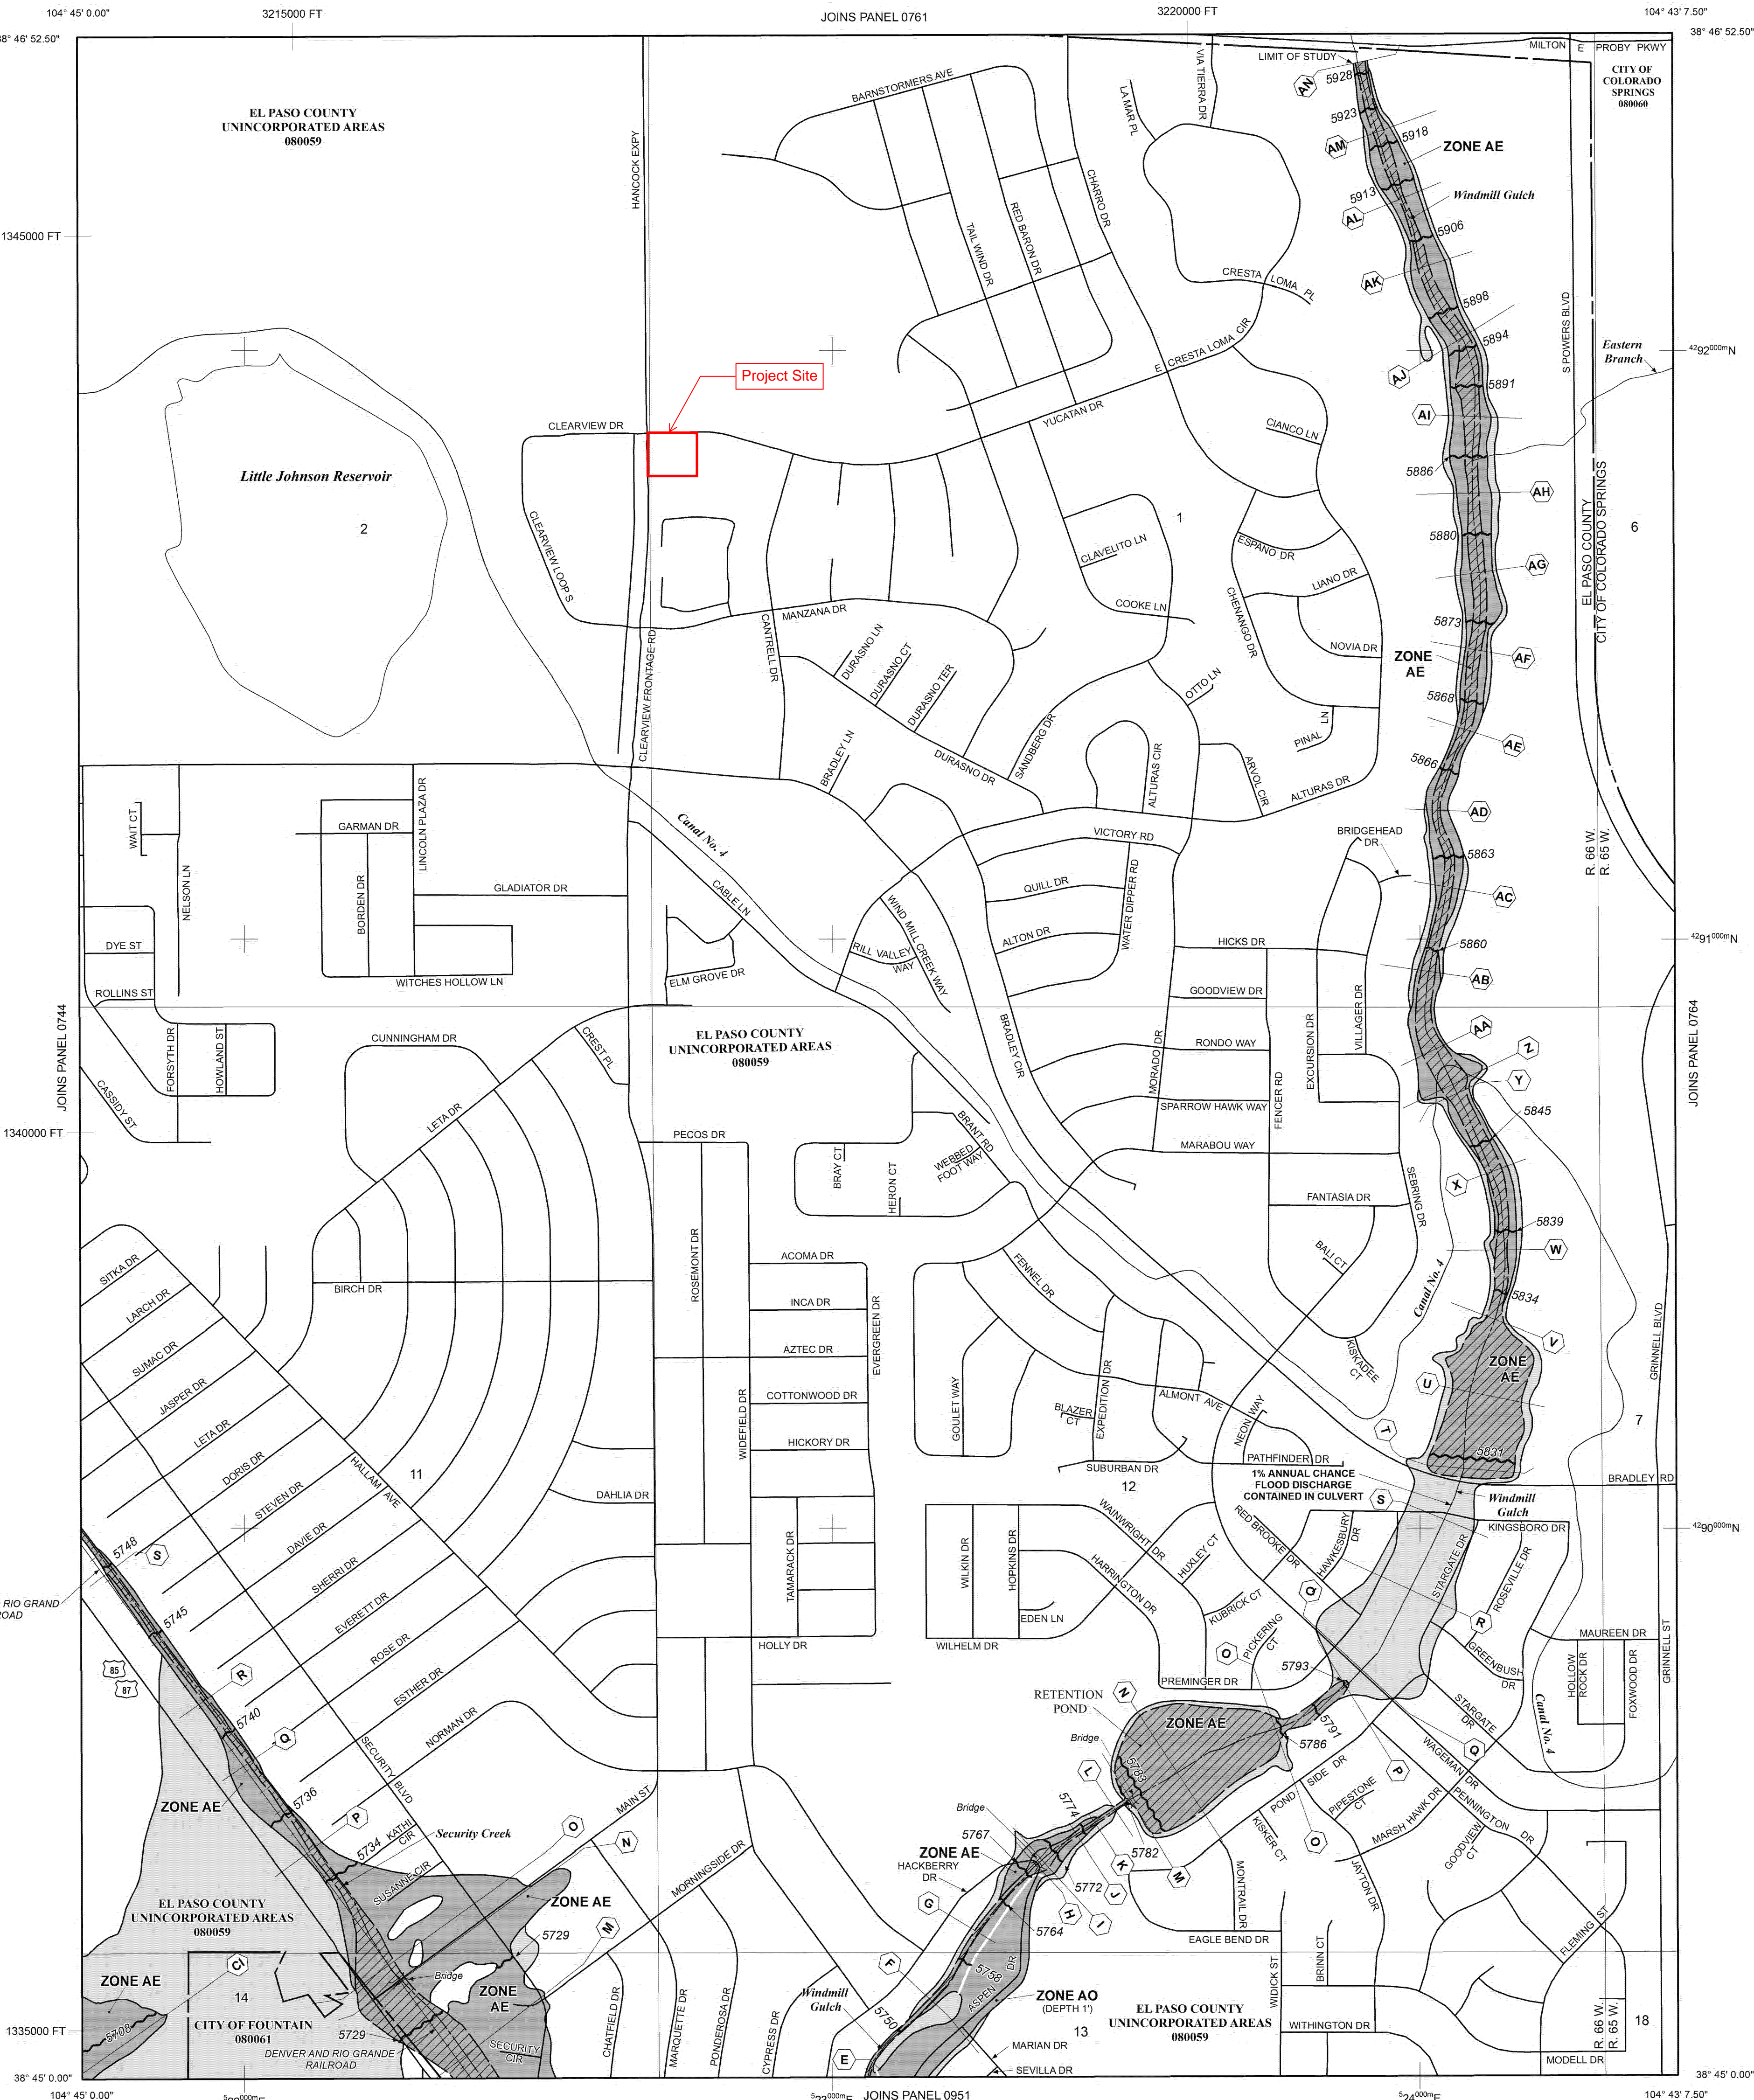 104° 45' 0.00"
3215000 FT
JOINS PANEL 0761
3220000 FT
104° 43' 7.50"
38° 46' 52.50"
38° 46' 52.50"
MILTON E PROBY PKWY
LIMIT OF STUDY
CITY OF
COLORADO
SPRINGS
080060
EL PASO COUNTY
UNINCORPORATED AREAS
080059
HANCOCK EXPY
BARNSTORMERS AVE
LA MAR PL
VIA TIERRA DR
AN
5928
5923
AM
5918
ZONE AE
Windmill Gulch
5913
AL
5906
CHARRO DR
RED BARON DR
TAIL WIND DR
1345000 FT
CRESTA LOMA PL
AK
5898
5894
S POWERS BLVD
Eastern
Branch
4292000mN
E CRESTA LOMA CIR
AJ
5891
Project Site
YUCATAN DR
AI
CLEARVIEW DR
CIANCO LN
5886
AH
Little Johnson Reservoir
2
1
6
CLEARVIEW LOOP S
CLAVELITO LN
ESPANO DR
5880
AG
EL PASO COUNTY
CITY OF COLORADO SPRINGS
LIANO DR
COOKE LN
CHENANGO DR
MANZANA DR
CANTRELL DR
5873
NOVIA DR
AF
ZONE
AE
CLEARVIEW FRONTAGE RD
DURASNO LN
DURASNO CT
DURASNO TER
OTTO LN
5868
PINAL LN
AE
SANDBERG DR
DURASNO DR
BRADLEY LN
ALTURAS CIR
ARVOL CIR
ALTURAS DR
5866
AD
WAIT CT
GARMAN DR
LINCOLN PLAZA DR
Canal No. 4
VICTORY RD
BRIDGEHEAD
DR
5863
R. 66 W.
R. 65 W.
NELSON LN
BORDEN DR
GLADIATOR DR
CABLE LN
QUILL DR
WATER DIPPER RD
AC
WIND MILL CREEK WAY
RILL VALLEY
WAY
ALTON DR
HICKS DR
5860
4291000mN
DYE ST
ROLLINS ST
WITCHES HOLLOW LN
ELM GROVE DR
GOODVIEW DR
AB
JOINS PANEL 0744
JOINS PANEL 0764
FORSYTH DR
HOWLAND ST
CUNNINGHAM DR
CREST PL
EL PASO COUNTY
UNINCORPORATED AREAS
080059
BRADLEY CIR
MORADO DR
RONDO WAY
EXCURSION DR
VILLAGER DR
AA
Z
Y
CASSIDY ST
LETA DR
SPARROW HAWK WAY
FENCER RD
5845
1340000 FT
PECOS DR
BRAY CT
HERON CT
BRANT RD
WEBBED
FOOT WAY
MARABOU WAY
SEBRING DR
X
FANTASIA DR
5839
W
SITKA DR
LARCH DR
BIRCH DR
ROSEMONT DR
ACOMA DR
INCA DR
EVERGREEN DR
FENNEL DR
BALI CT
Canal No. 4
5834
V
SUMAC DR
JASPER DR
AZTEC DR
KISKADEE
CT
ZONE
AE
U
GRINNELL BLVD
7
COTTONWOOD DR
WIDEFIELD DR
GOULET WAY
BLAZER
CT
EXPEDITION DR
ALMONT AVE
NEON WAY
T
LETA DR
DORIS DR
HALLAM AVE
11
HICKORY DR
PATHFINDER DR
5831
SUBURBAN DR
12
1% ANNUAL CHANCE
FLOOD DISCHARGE
CONTAINED IN CULVERT
S
BRADLEY RD
Windmill
Gulch
STEVEN DR
DAHLIA DR
WAINWRIGHT DR
RED BROOKE DR
HAWKESBURY
DR
KINGSBORO DR
4290000mN
DAVIE DR
TAMARACK DR
WILKIN DR
HOPKINS DR
HUXLEY CT
STARGATE DR
ROSEVILLE DR
5748
S
SHERRI DR
HARRINGTON DR
KUBRICK CT
Q
RIO GRAND
5745
EVERETT DR
EDEN LN
PICKERING
CT
O
R
GRINNELL ST
ROSE DR
HOLLY DR
WILHELM DR
MAUREEN DR
85
87
R
ESTHER DR
PREMINGER DR
5793
GREENBUSH
DR
HOLLOW
ROCK DR
FOXWOOD DR
5740
Q
NORMAN DR
RETENTION
POND
N
ZONE AE
5791
5786
STARGATE
DR
Canal No. 4
Bridge
SECURITY BLVD
L
5783
SIDE DR
POND
P
Q
WAGEMAN DR
ZONE AE
5736
P
MAIN ST
5774
PIPESTONE
CT
PENNINGTON DR
MARSH HAWK DR
Bridge
5767
KISKER CT
O
GOODVIEW
CT
5734
KATHI
CIR
Security Creek
O
N
ZONE AE
HACKBERRY
DR
5782
K
M
MONTRAIL DR
JAYTON DR
SUSANNE CIR
MORNINGSIDE DR
5772
J
G
H
I
EL PASO COUNTY
UNINCORPORATED AREAS
080059
ZONE AE
M
5729
5764
EAGLE BEND DR
FLEMING ST
ZONE AE
CI
14
Bridge
ZONE
AE
F
5758
ASPEN DR
ZONE AO
(DEPTH 1')
WIDICK ST
BRINN CT
CITY OF FOUNTAIN
080061
CHATFIELD DR
MARQUETTE DR
PONDEROSA DR
CYPRESS DR
Windmill
Gulch
5750
13
EL PASO COUNTY
UNINCORPORATED AREAS
080059
WITHINGTON DR
R. 66 W.
R. 65 W.
18
1335000 FT
5708
5729
DENVER AND RIO GRANDE
RAILROAD
SECURITY
CIR
E
MARIAN DR
SEVILLA DR
MODELL DR
38° 45' 0.00"
38° 45' 0.00"
104° 45' 0.00"
JOINS PANEL 0951
104° 43' 7.50"